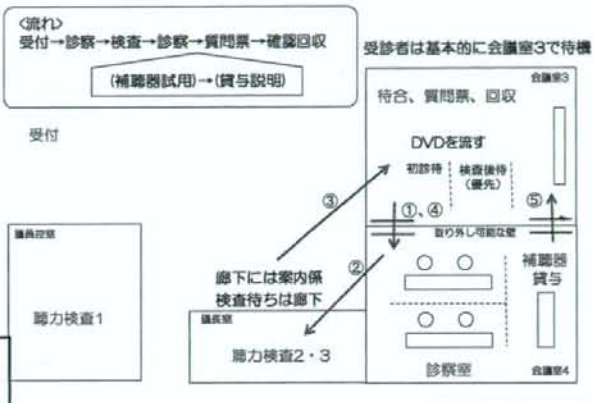 〈流れ〉
受付→診察→検査→診察→質問票→確認回収
(補聴器試用)→(貸与説明)
受診者は基本的に会議室3で待機
会議室3
待合、質問票、回収
受付
DVDを流す
初診待
検査後待
(優先)
③
①、④
⑤
取り外し可能な壁
議員控室
②
廊下には案内係
検査待ちは廊下
補聴器
貸与
議長室
聴力検査1
聴力検査2・3
診察室
会議室4